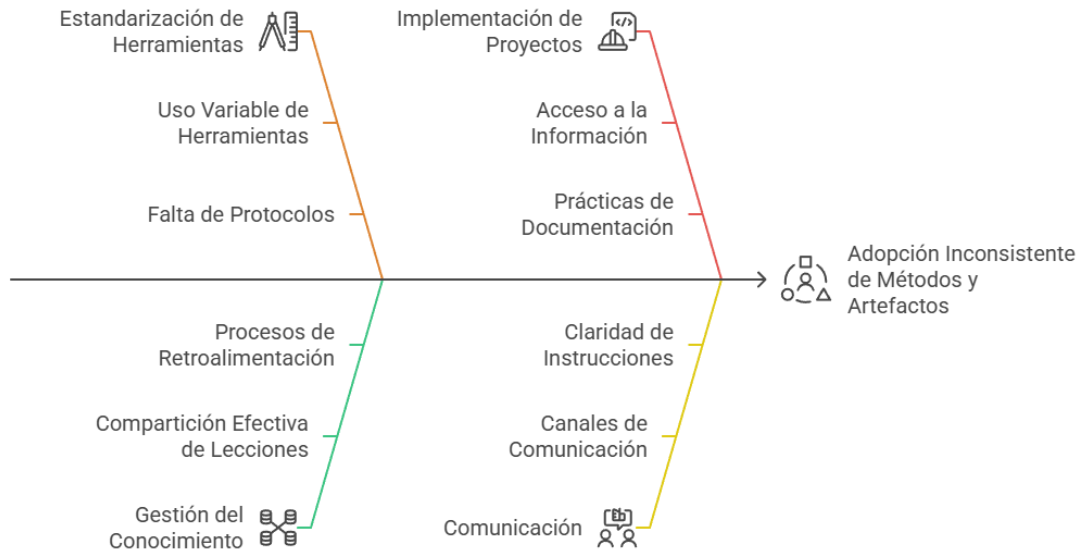 Estandarización de
Herramientas
Uso Variable de
Herramientas
Falta de Protocolos
Implementación de
Proyectos
Acceso a la
Información
Prácticas de
Documentación
Adopción Inconsistente
de Métodos y
Artefactos
Procesos de
Retroalimentación
Compartición Efectiva
de Lecciones
Gestión del
Conocimiento
Claridad de
Instrucciones
Canales de
Comunicación
Comunicación